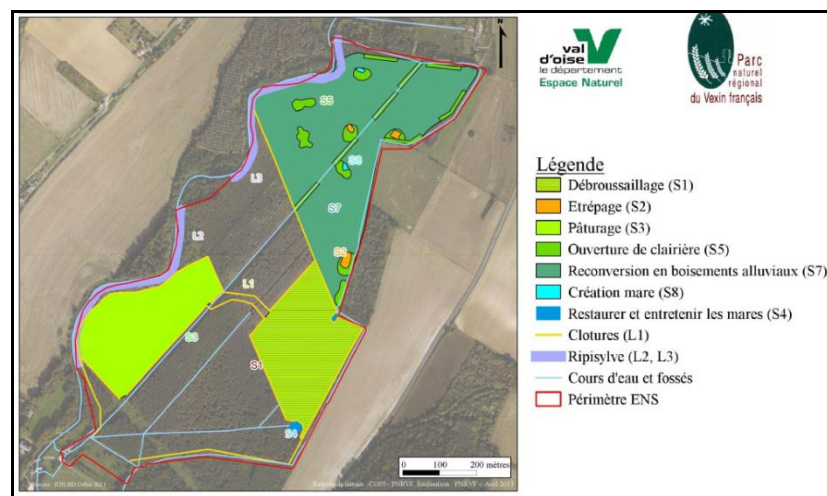 N
S5
S6
L3
S7
L2
S2
L1
S3
S1
S4
0 100 200 mètres
val
d'oise
le département
Espace Naturel
Parc
naturel
régional
du Vexin français
Légende
Débroussaillage (S1)
Etrépage (S2)
Pâturage (S3)
Ouverture de clairière (S5)
Reconversion en boisements alluviaux (S7)
Création mare (S8)
Restaurer et entretenir les mares (S4)
Clotures (L1)
Ripisylve (L2, L3)
Cours d'eau et fossés
Périmètre ENS